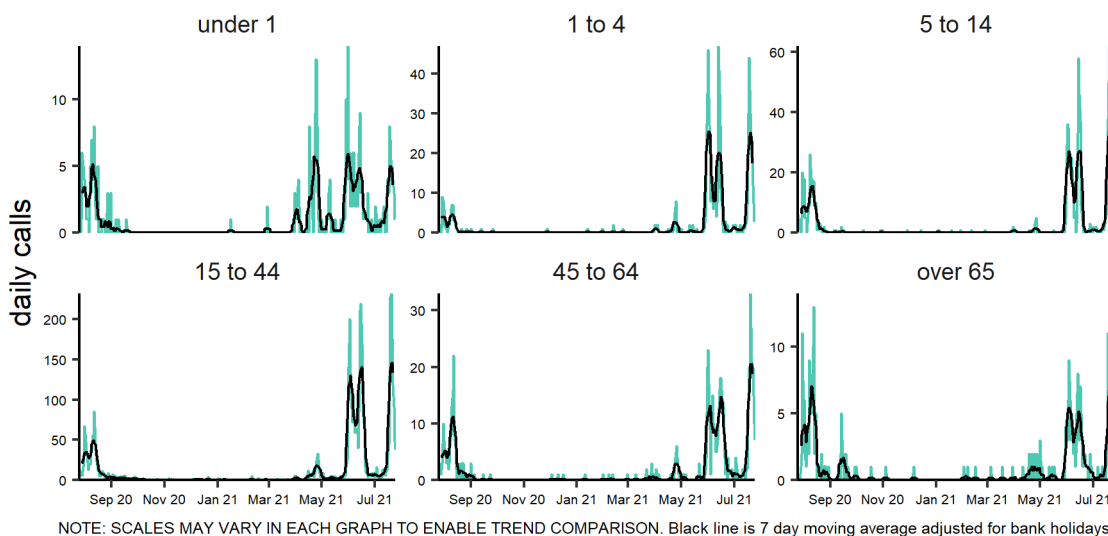 under 1
1 to 4
5 to 14
10
5
0
40
30
20
10
0
60
40
20
0
daily calls
15 to 44
45 to 64
over 65
200
150
100
50
0
30
20
10
0
10
5
0
Sep 20 Nov 20 Jan 21 Mar 21 May 21 Jul 21
Sep 20 Nov 20 Jan 21 Mar 21 May 21 Jul 21
Sep 20 Nov 20 Jan 21 Mar 21 May 21 Jul 21
NOTE: SCALES MAY VARY IN EACH GRAPH TO ENABLE TREND COMPARISON. Black line is 7 day moving average adjusted for bank holidays